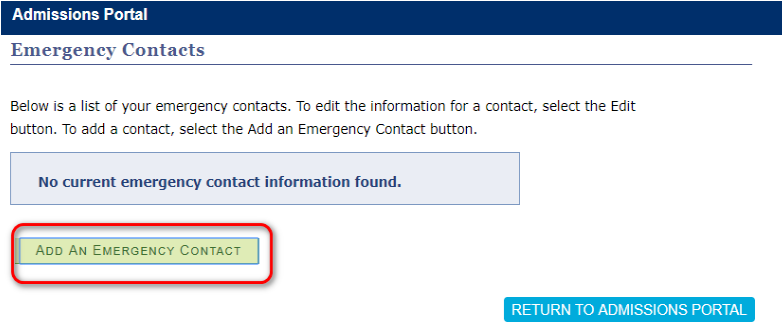 Admissions Portal
Emergency Contacts
Below is a list of your emergency contacts. To edit the information for a contact, select the Edit
button. To add a contact, select the Add an Emergency Contact button.
No current emergency contact information found.
ADD AN EMERGENCY CONTACT
RETURN TO ADMISSIONS PORTAL